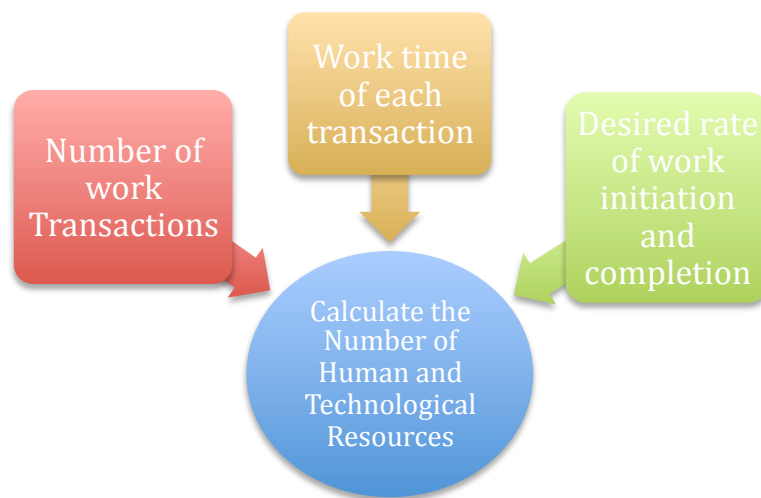 Number of
work
Transactions
Work time
of each
transaction
Desired rate
of work
initiation
and
completion
Calculate the
Number of
Human and
Technological
Resources